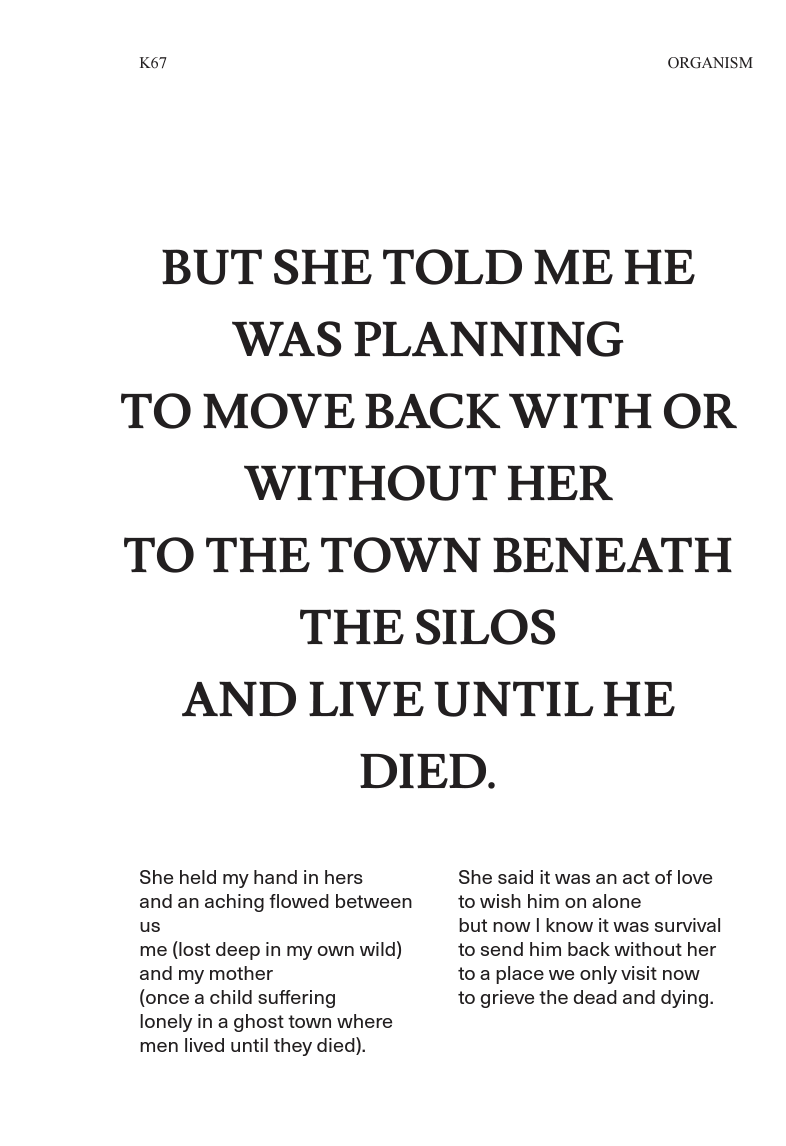 K67
ORGANISM
BUT SHE TOLD ME HE
WAS PLANNING
TO MOVE BACK WITH OR
WITHOUT HER
TO THE TOWN BENEATH
THE SILOS
AND LIVE UNTIL HE
DIED.
She held my hand in hers
and an aching flowed between
us
me (lost deep in my own wild)
and my mother
(once a child suffering
lonely in a ghost town where
men lived until they died).
She said it was an act of love
to wish him on alone
but now I know it was survival
to send him back without her
to a place we only visit now
to grieve the dead and dying.